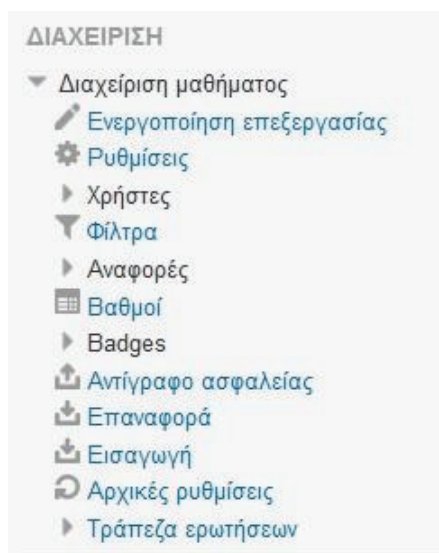 ΔΙΑΧΕΙΡΙΣΗ
Διαχείριση μαθήματος
Ενεργοποίηση επεξεργασίας
Ρυθμίσεις
Χρήστες
Φίλτρα
Αναφορές
Βαθμοί
Badges
Αντίγραφο ασφαλείας
Επαναφορά
Εισαγωγή
Αρχικές ρυθμίσεις
Τράπεζα ερωτήσεων